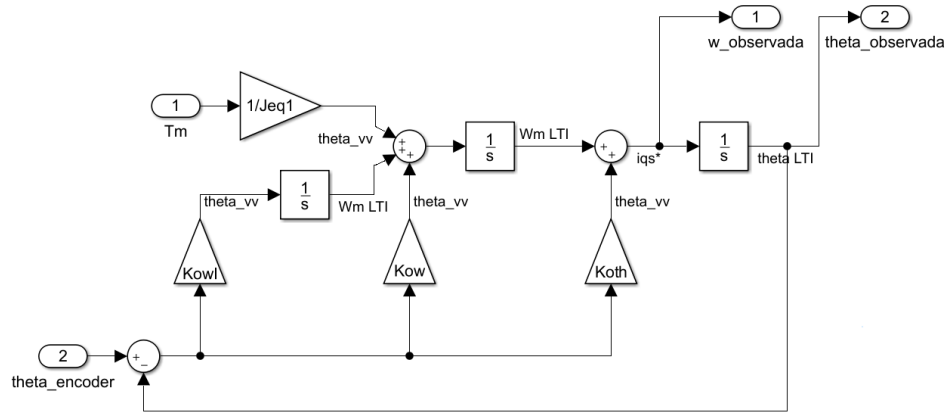 1
w_observada
2
theta_observada
1/Jeq1
1
Tm
theta_vv
+
+
+
1
s
Wm LTI
+
+
iqs*
1
s
theta LTI
theta_vv
1
s
Wm LTI
theta_vv
theta_vv
Kowl
Kow
Koth
2
theta_encoder
+
−